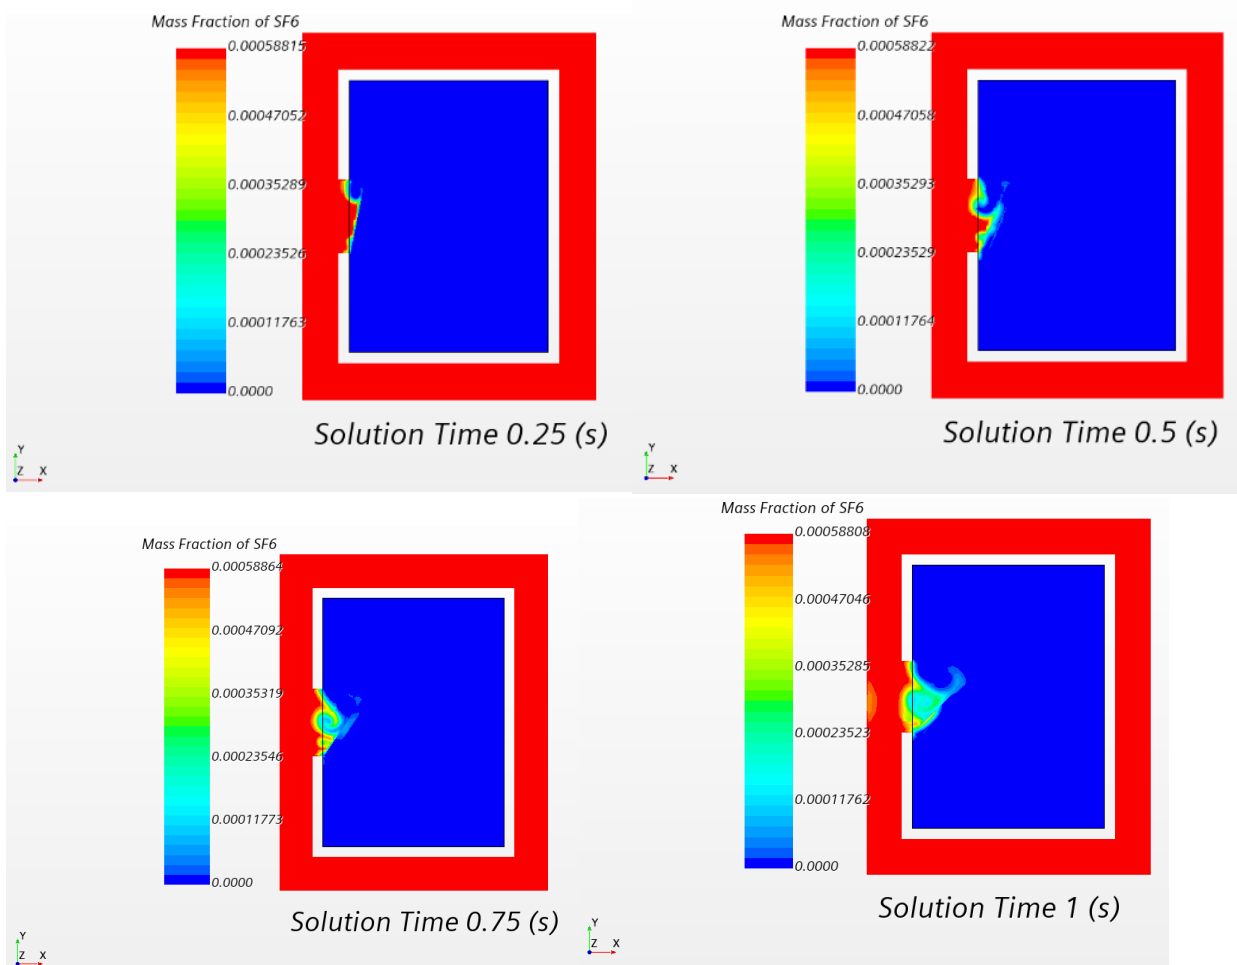 Mass Fraction of SF6
0.00058815
0.00047052
0.00035289
0.00023526
0.00011763
0.0000
Solution Time 0.25 (s)
Y
Z X
Mass Fraction of SF6
0.00058822
0.00047058
0.00035293
0.00023529
0.00011764
0.0000
Solution Time 0.5 (s)
Y
Z X
Mass Fraction of SF6
0.00058864
0.00047092
0.00035319
0.00023546
0.00011773
0.0000
Solution Time 0.75 (s)
Y
Z X
Mass Fraction of SF6
0.00058808
0.00047046
0.00035285
0.00023523
0.00011762
0.0000
Solution Time 1 (s)
Y
Z X